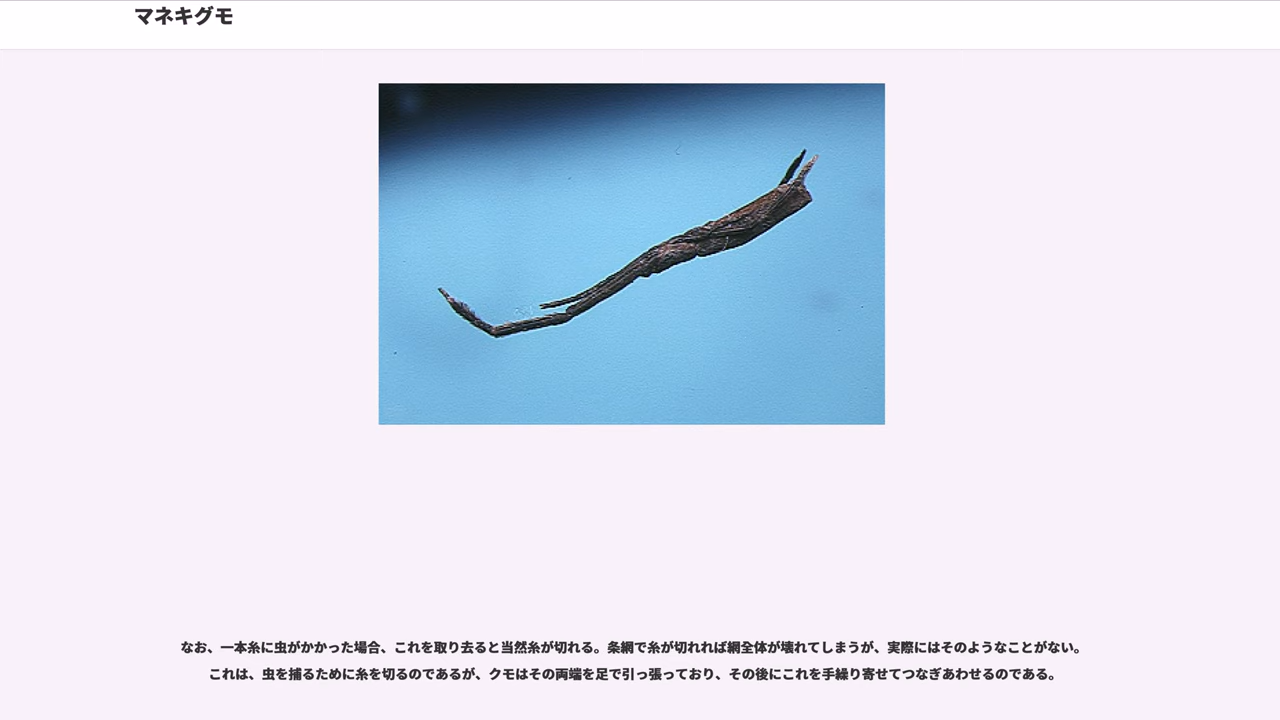 マネキグモ
なお、一本糸に虫がかかった場合、これを取り去ると当然糸が切れる。条網で糸が切れれば網全体が壊れてしまうが、実際にはそのようなことがない。
これは、虫を捕るために糸を切るのであるが、クモはその両端を足で引っ張っており、その後にこれを手繰り寄せてつなぎあわせるのである。